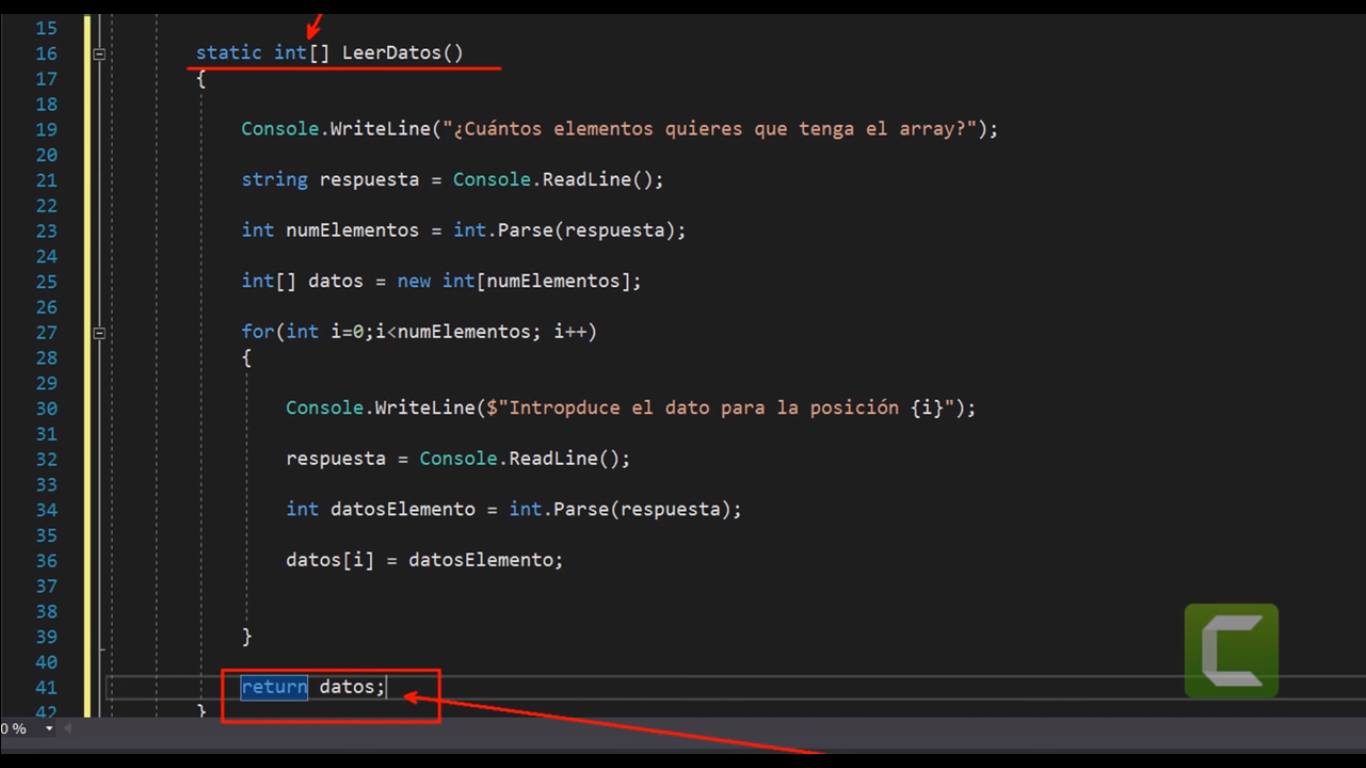 15
16 static int[] LeerDatos()
17 {
18
19 Console.WriteLine("¿Cuántos elementos quieres que tenga el array?");
20
21 string respuesta = Console.ReadLine();
22
23 int numElementos = int.Parse(respuesta);
24
25 int[] datos = new int[numElementos];
26
27 for(int i=0;i<numElementos; i++)
28 {
29
30 Console.WriteLine($"Intropduce el dato para la posición {i}");
31
32 respuesta = Console.ReadLine();
33
34 int datosElemento = int.Parse(respuesta);
35
36 datos[i] = datosElemento;
37
38
39 }
40
41 return datos;
42 }
0 %